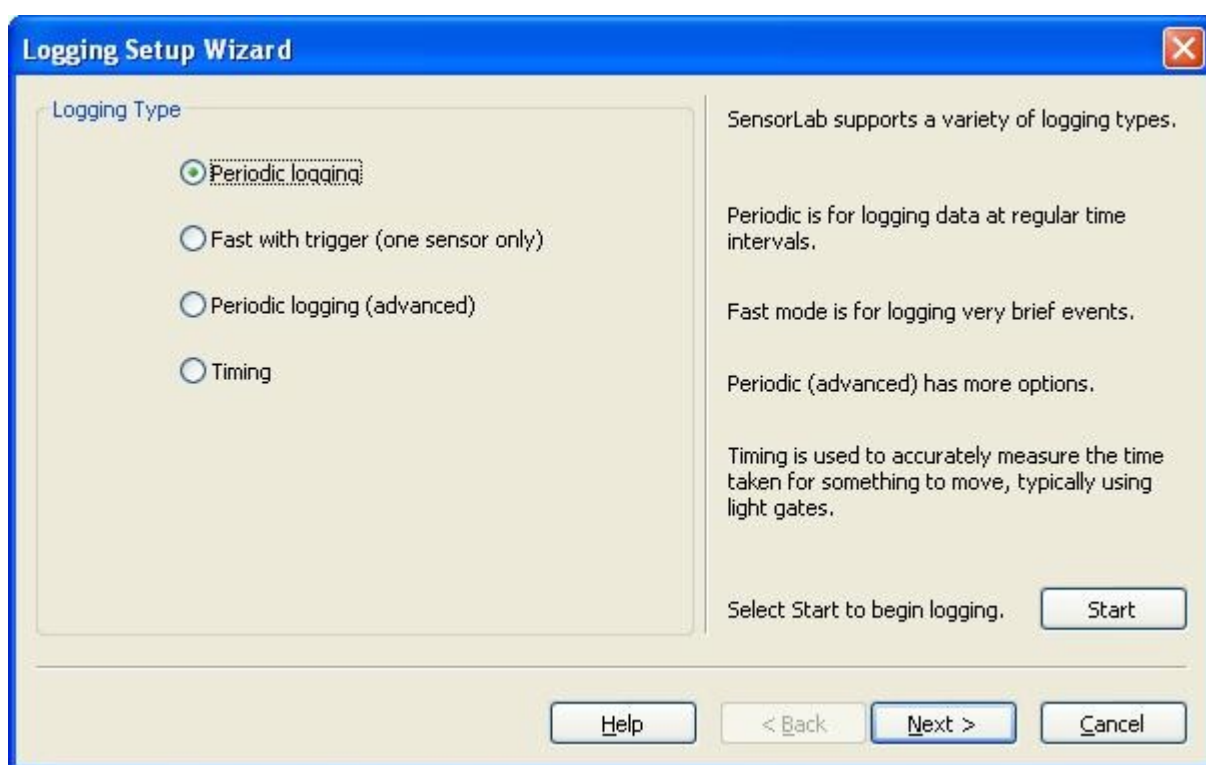 Logging Setup Wizard
Logging Type
Periodic logging
Fast with trigger (one sensor only)
Periodic logging (advanced)
Timing
SensorLab supports a variety of logging types.
Periodic is for logging data at regular time
intervals.
Fast mode is for logging very brief events.
Periodic (advanced) has more options.
Timing is used to accurately measure the time
taken for something to move, typically using
light gates.
Select Start to begin logging.
Start
Help
< Back
Next >
Cancel